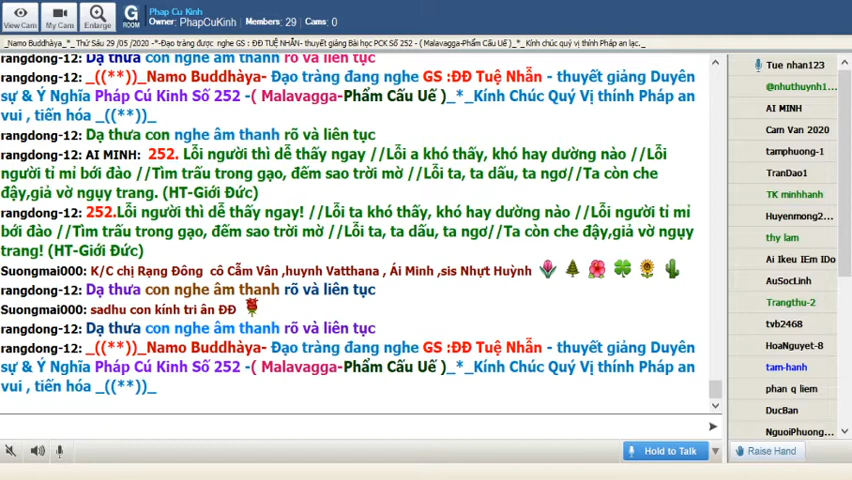 View Cam
My Cam
Enlarge
G
ROOM
Phap Cu Kinh
Owner: PhapCuKinh Members: 29 Cams: 0
_Namo Buddhàya_*_ Thứ Sáu 29 /05 /2020 -*-Đạo tràng được nghe GS : ĐĐ TUỆ NHẪN- thuyết giảng Bài học PCK Số 252 - ( Malavagga-Phẩm Cấu Uế )_*_Kính chúc quý vị thính Pháp an lạc._
rangdong-12: Dạ thưa con nghe âm thanh rõ và liên tục
rangdong-12: _((**))_Namo Buddhàya- Đạo tràng đang nghe GS :ĐĐ Tuệ Nhẫn - thuyết giảng Duyên
sự & Ý Nghĩa Pháp Cú Kinh Số 252 -( Malavagga-Phẩm Cấu Uế )_*_Kính Chúc Quý Vị thính Pháp an
vui , tiến hóa _((**))_
rangdong-12: Dạ thưa con nghe âm thanh rõ và liên tục
rangdong-12: AI MINH: 252. Lỗi người thì dễ thấy ngay //Lỗi a khó thấy, khó hay dường nào //Lỗi
người tỉ mỉ bới đào //Tìm trấu trong gạo, đếm sao trời mờ //Lỗi ta, ta dấu, ta ngơ//Ta còn che
đậy,giả vờ ngụy trang. (HT-Giới Đức)
rangdong-12: 252.Lỗi người thì dễ thấy ngay! //Lỗi ta khó thấy, khó hay dường nào //Lỗi người tỉ mỉ
bới đào //Tìm trấu trong gạo, đếm sao trời mờ //Lỗi ta, ta dấu, ta ngơ//Ta còn che đậy,giả vờ ngụy
trang! (HT-Giới Đức)
Suongmai000: K/C chị Rạng Đông cô Cẩm Vân ,huynh Vatthana , Ái Minh ,sis Nhựt Huỳnh
rangdong-12: Dạ thưa con nghe âm thanh rõ và liên tục
Suongmai000: sadhu con kính tri ân ĐĐ
rangdong-12: Dạ thưa con nghe âm thanh rõ và liên tục
rangdong-12: _((**))_Namo Buddhàya- Đạo tràng đang nghe GS :ĐĐ Tuệ Nhẫn - thuyết giảng Duyên
sự & Ý Nghĩa Pháp Cú Kinh Số 252 -( Malavagga-Phẩm Cấu Uế )_*_Kính Chúc Quý Vị thính Pháp an
vui , tiến hóa _((**))_
Tue nhan123
@nhuthuynh1...
AI MINH
Cam Van 2020
tamphuong-1
TranDao1
TK minhhanh
Huyenmong2...
thy lam
Ai Ikeu IEm IDo
AuSocLinh
Trangthu-2
tvb2468
HoaNguyet-8
tam-hanh
phan q liem
DucBan
NguoiPhuong...
Hold to Talk
Raise Hand